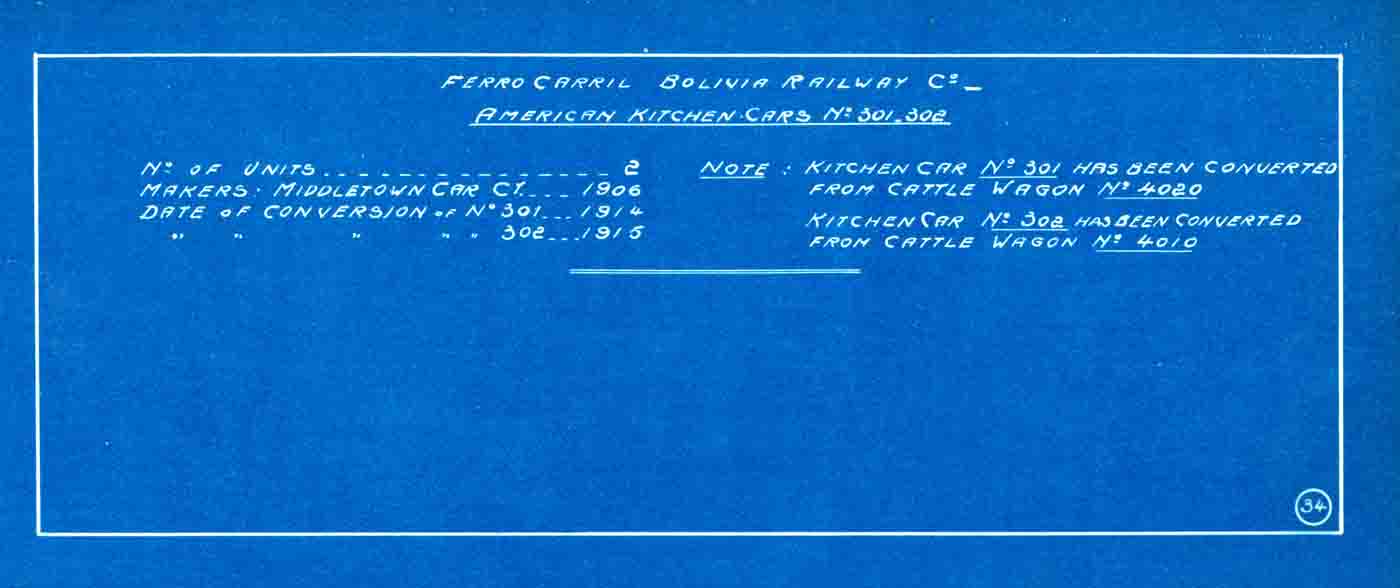 FERRO CARRIL BOLIVIA RAILWAY Cº_
AMERICAN KITCHEN-CARS Nº 301_302
Nº OF UNITS.................... 2
MAKERS: MIDDLETOWN CAR CY.... 1906
DATE OF CONVERSION OF Nº 301...1914
" " " " " 302...1915
NOTE : KITCHEN CAR Nº 301 HAS BEEN CONVERTED
FROM CATTLE WAGON Nº 4020
KITCHEN CAR Nº 302 HAS BEEN CONVERTED
FROM CATTLE WAGON Nº 4010
34